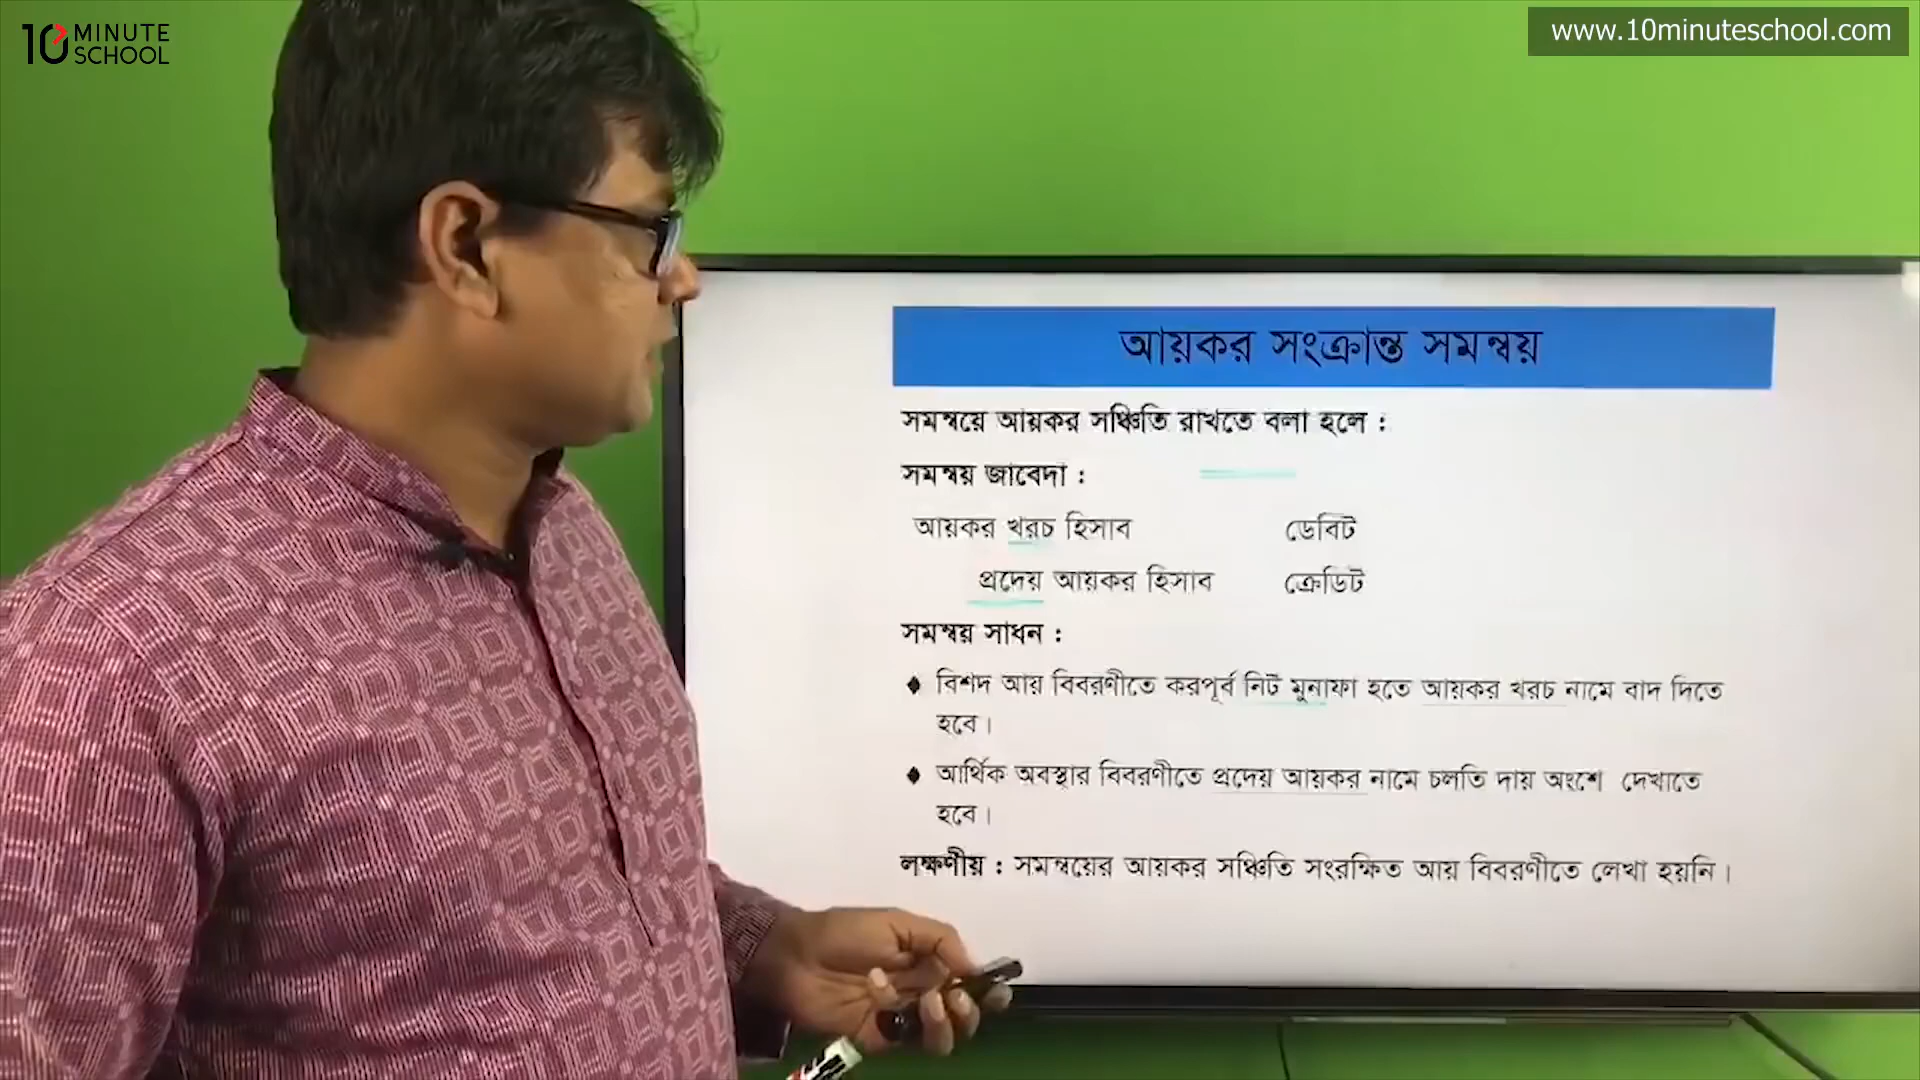 10 MINUTE SCHOOL
www.10minuteschool.com
আয়কর সংক্রান্ত সমন্বয়
সমন্বয়ে আয়কর সঞ্চিতি রাখতে বলা হলে :
সমন্বয় জাবেদা :
আয়কর খরচ হিসাব ডেবিট
প্রদেয় আয়কর হিসাব ক্রেডিট
সমন্বয় সাধন :
♦ বিশদ আয় বিবরণীতে করপূর্ব নিট মুনাফা হতে আয়কর খরচ নামে বাদ দিতে
হবে।
♦ আর্থিক অবস্থার বিবরণীতে প্রদেয় আয়কর নামে চলতি দায় অংশে দেখাতে
হবে।
লক্ষণীয় : সমন্বয়ের আয়কর সঞ্চিতি সংরক্ষিত আয় বিবরণীতে লেখা হয়নি।